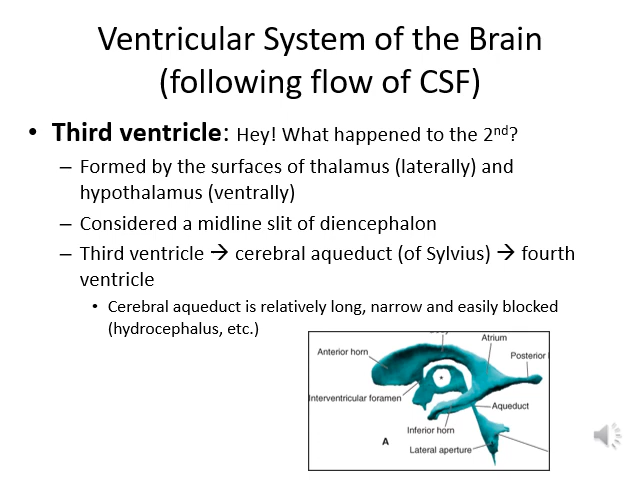 Ventricular System of the Brain
(following flow of CSF)
• Third ventricle: Hey! What happened to the 2nd?
– Formed by the surfaces of thalamus (laterally) and
hypothalamus (ventrally)
– Considered a midline slit of diencephalon
– Third ventricle → cerebral aqueduct (of Sylvius) → fourth
ventricle
• Cerebral aqueduct is relatively long, narrow and easily blocked
(hydrocephalus, etc.)
Atrium
Anterior horn
Posterior
Interventricular foramen
Aqueduct
Inferior horn
A
Lateral aperture